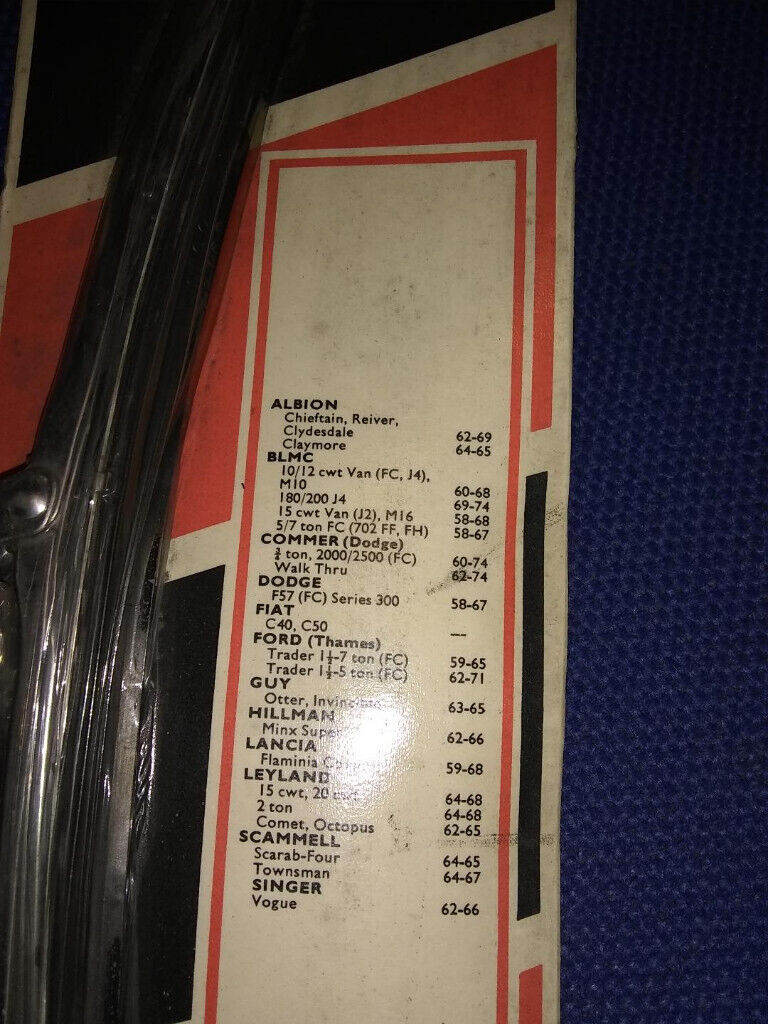 ALBION
Chieftain, Reiver,
Clydesdale 62-69
Claymore 64-65
BLMC
10/12 cwt Van (FC, J4),
M10 60-68
180/200 J4 69-74
15 cwt Van (J2), M16 58-68
5/7 ton FC (702 FF, FH) 58-67
COMMER (Dodge)
¾ ton, 2000/2500 (FC) 60-74
Walk Thru 62-74
DODGE
F57 (FC) Series 300 58-67
FIAT
C40, C50 —
FORD (Thames)
Trader 1½-7 ton (FC) 59-65
Trader 1½-5 ton (FC) 62-71
GUY
Otter, 63-65
HILLMAN
Minx 62-66
LANCIA
Flaminia 59-68
LEYLAND
15 cwt, 20 cwt 64-68
2 ton 64-68
Comet, Octopus 62-65
SCAMMELL
Scarab-Four 64-65
Townsman 64-67
SINGER
Vogue 62-66